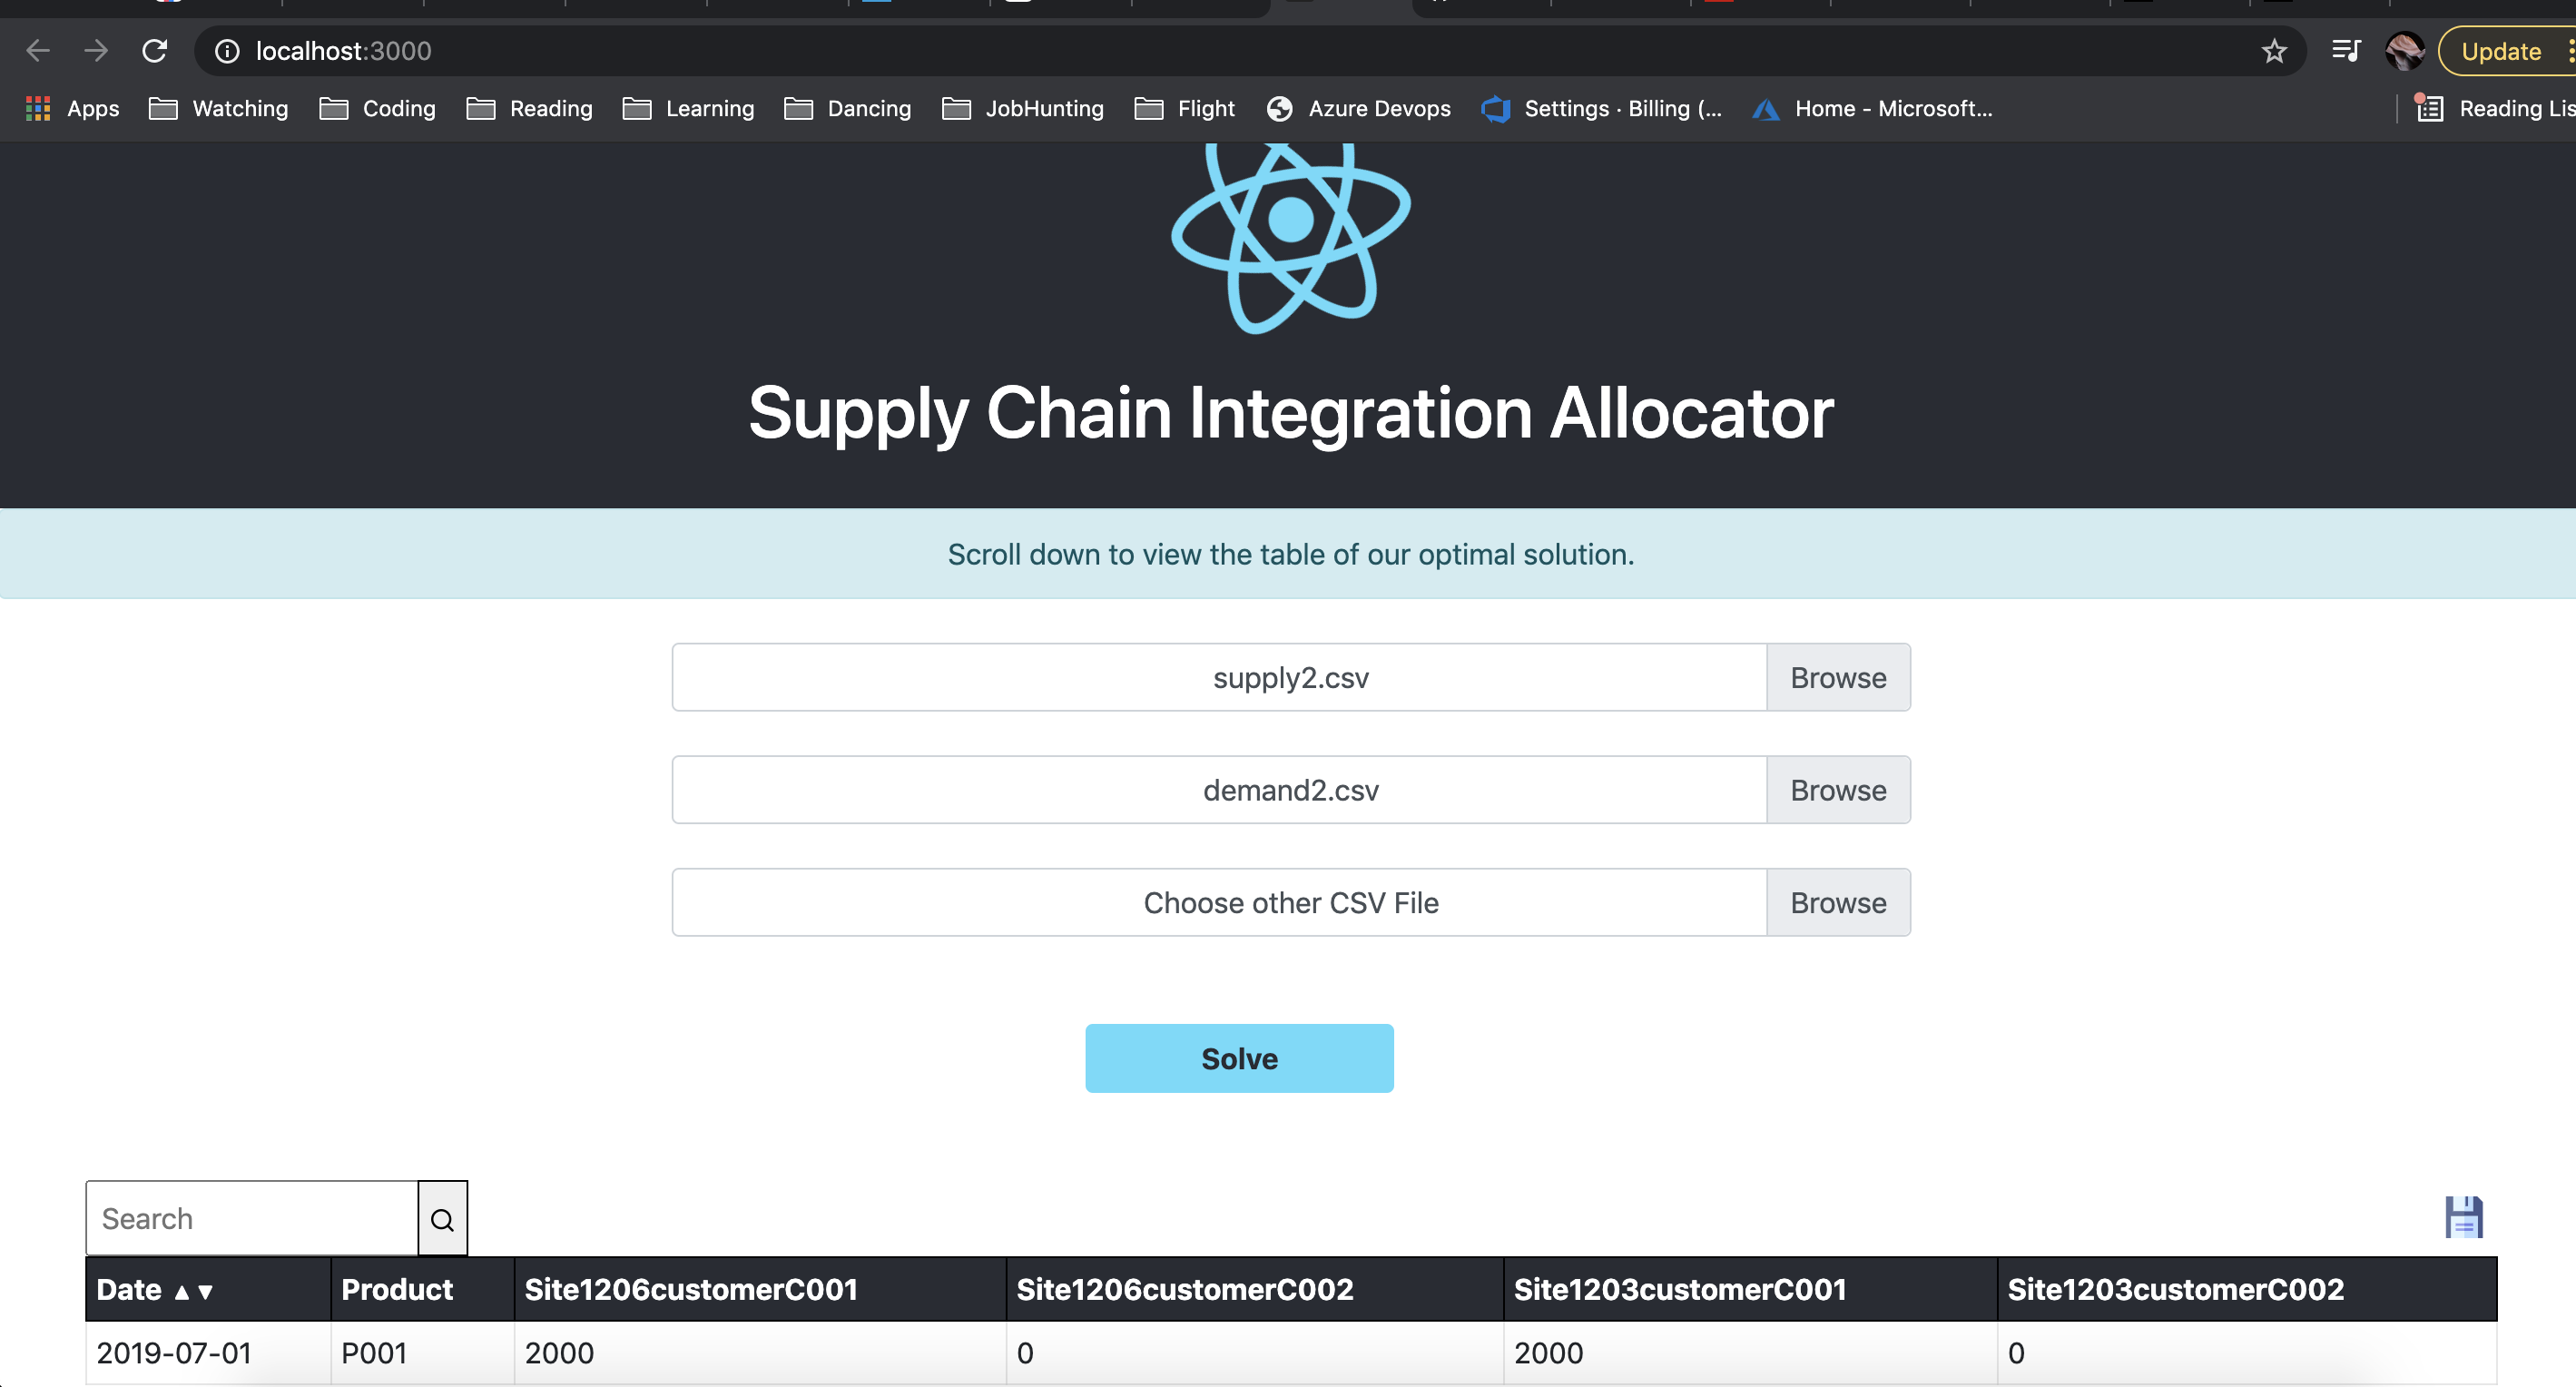 localhost:3000
Update
Apps Watching Coding Reading Learning Dancing JobHunting Flight Azure Devops Settings · Billing (... Home - Microsoft...
Reading Lis
Supply Chain Integration Allocator
Scroll down to view the table of our optimal solution.
supply2.csv Browse
demand2.csv Browse
Choose other CSV File Browse
Solve
Search
Date ▲▼ Product Site1206customerC001 Site1206customerC002 Site1203customerC001 Site1203customerC002
2019-07-01 P001 2000 0 2000 0